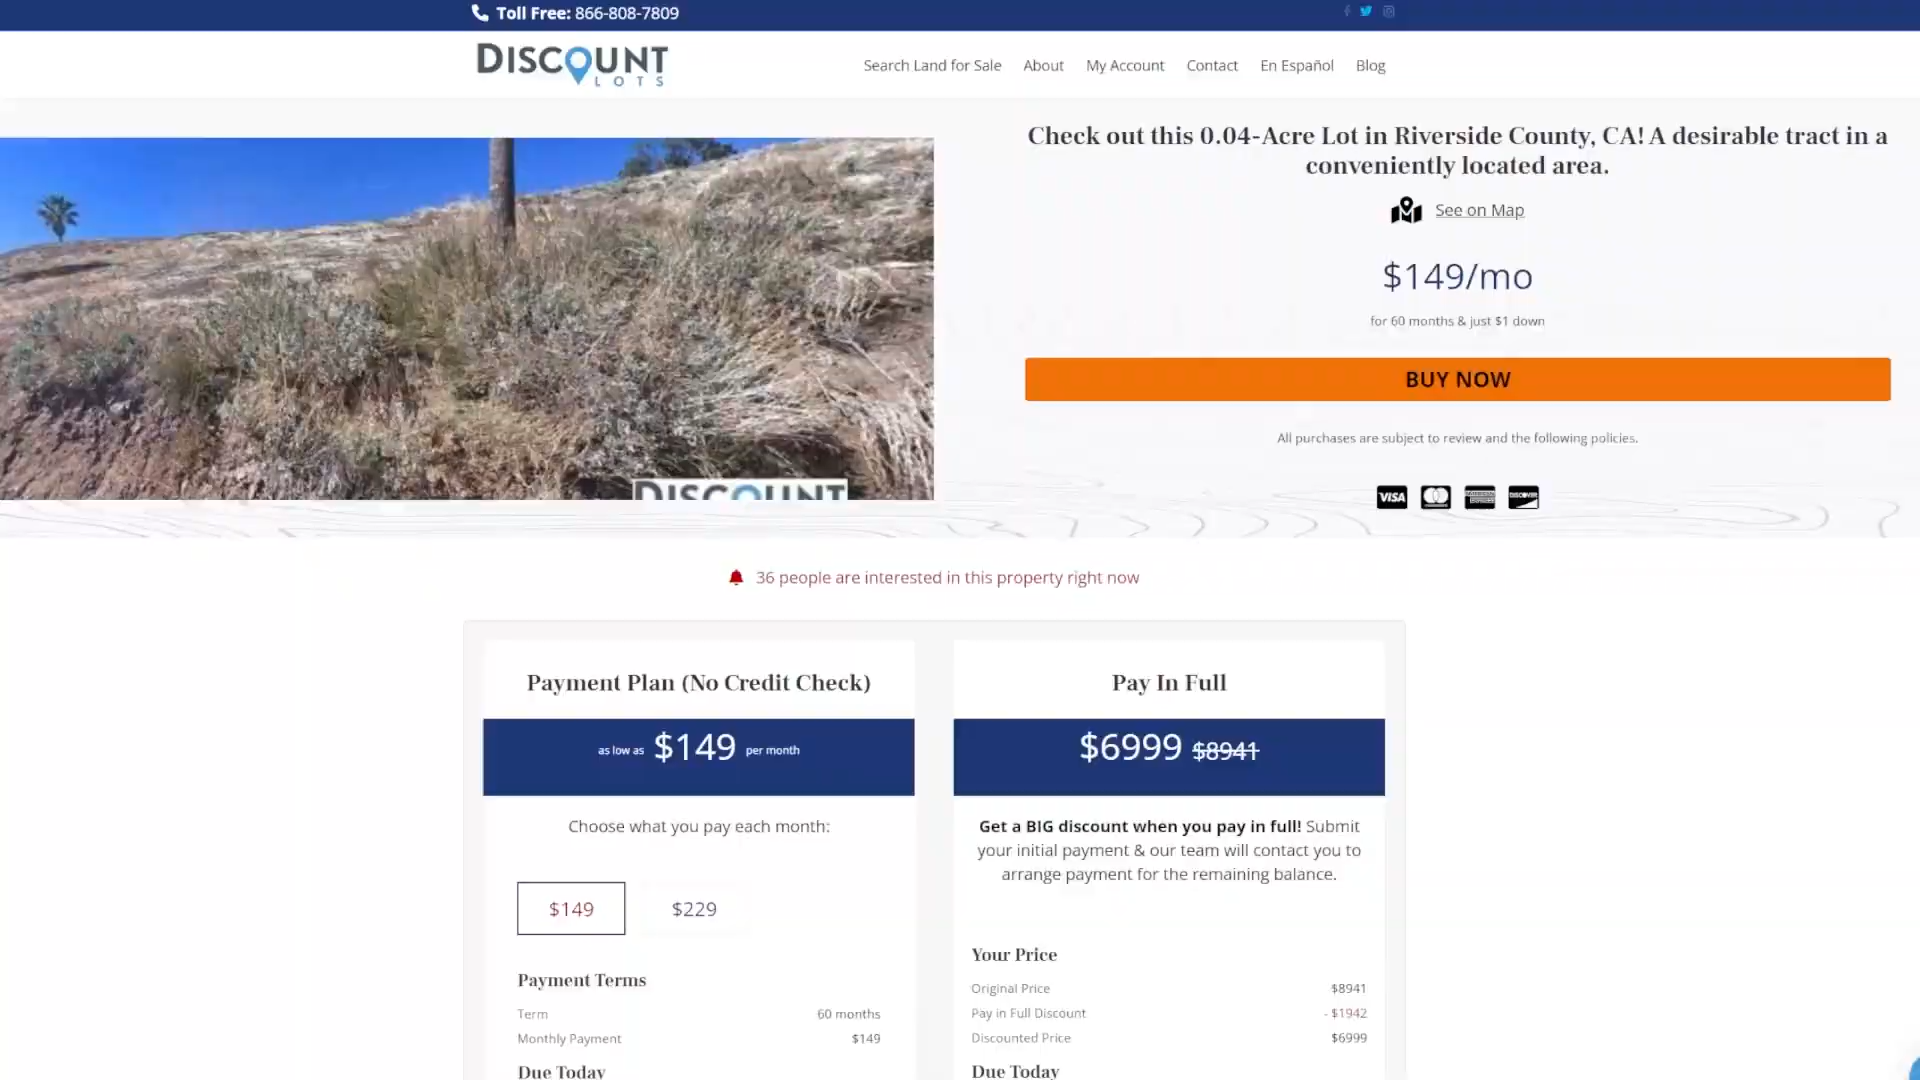 Toll Free: 866-808-7809
DISCOUNT
LOTS
Search Land for Sale About My Account Contact En Español Blog
Check out this 0.04-Acre Lot in Riverside County, CA! A desirable tract in a
conveniently located area.
See on Map
$149/mo
for 60 months & just $1 down
BUY NOW
All purchases are subject to review and the following policies.
VISA
DISCOVER
DISCOUNT
36 people are interested in this property right now
Payment Plan (No Credit Check)
as low as $149 per month
Choose what you pay each month:
$149 $229
Payment Terms
Term 60 months
Monthly Payment $149
Due Today
Pay In Full
$6999 $8941
Get a BIG discount when you pay in full! Submit
your initial payment & our team will contact you to
arrange payment for the remaining balance.
Your Price
Original Price $8941
Pay in Full Discount - $1942
Discounted Price $6999
Due Today